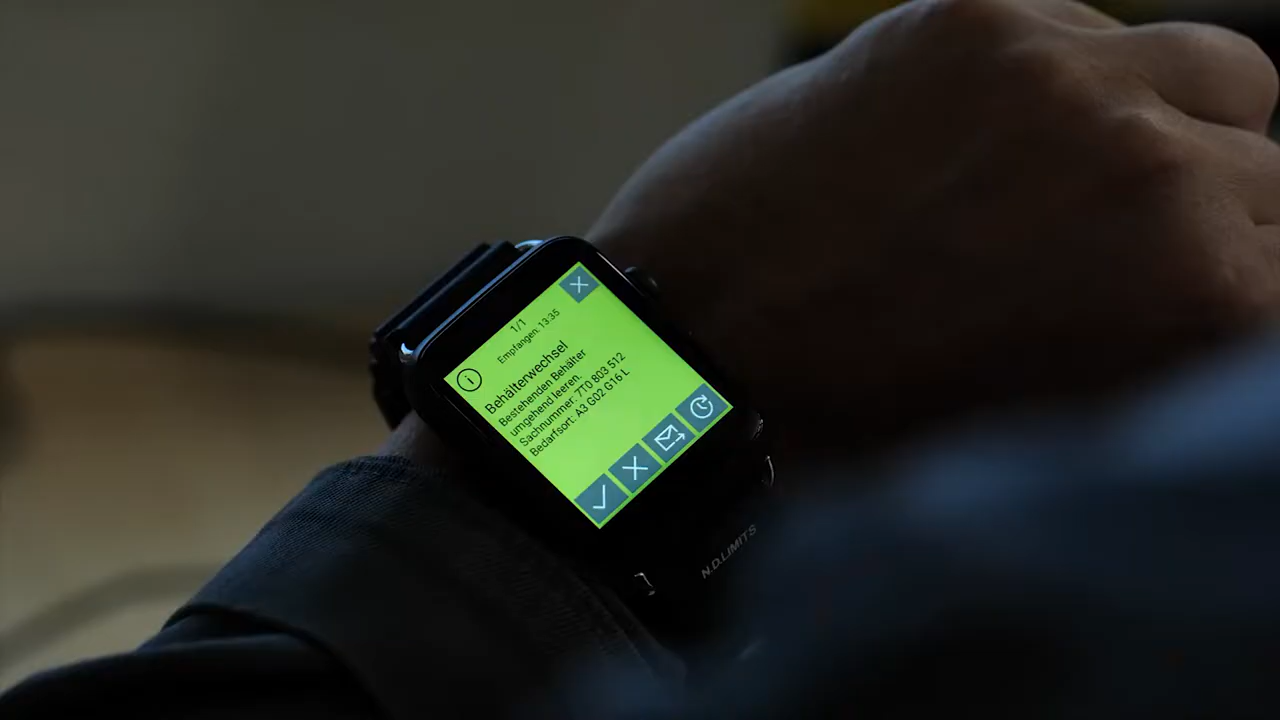 1/1
Empfangen: 13:35
Behälterwechsel
Bestehenden Behälter
umgehend leeren.
Sachnummer: 7T0 803 512
Bedarfsort: A3 G02 G16 L
N.D.LIMITS